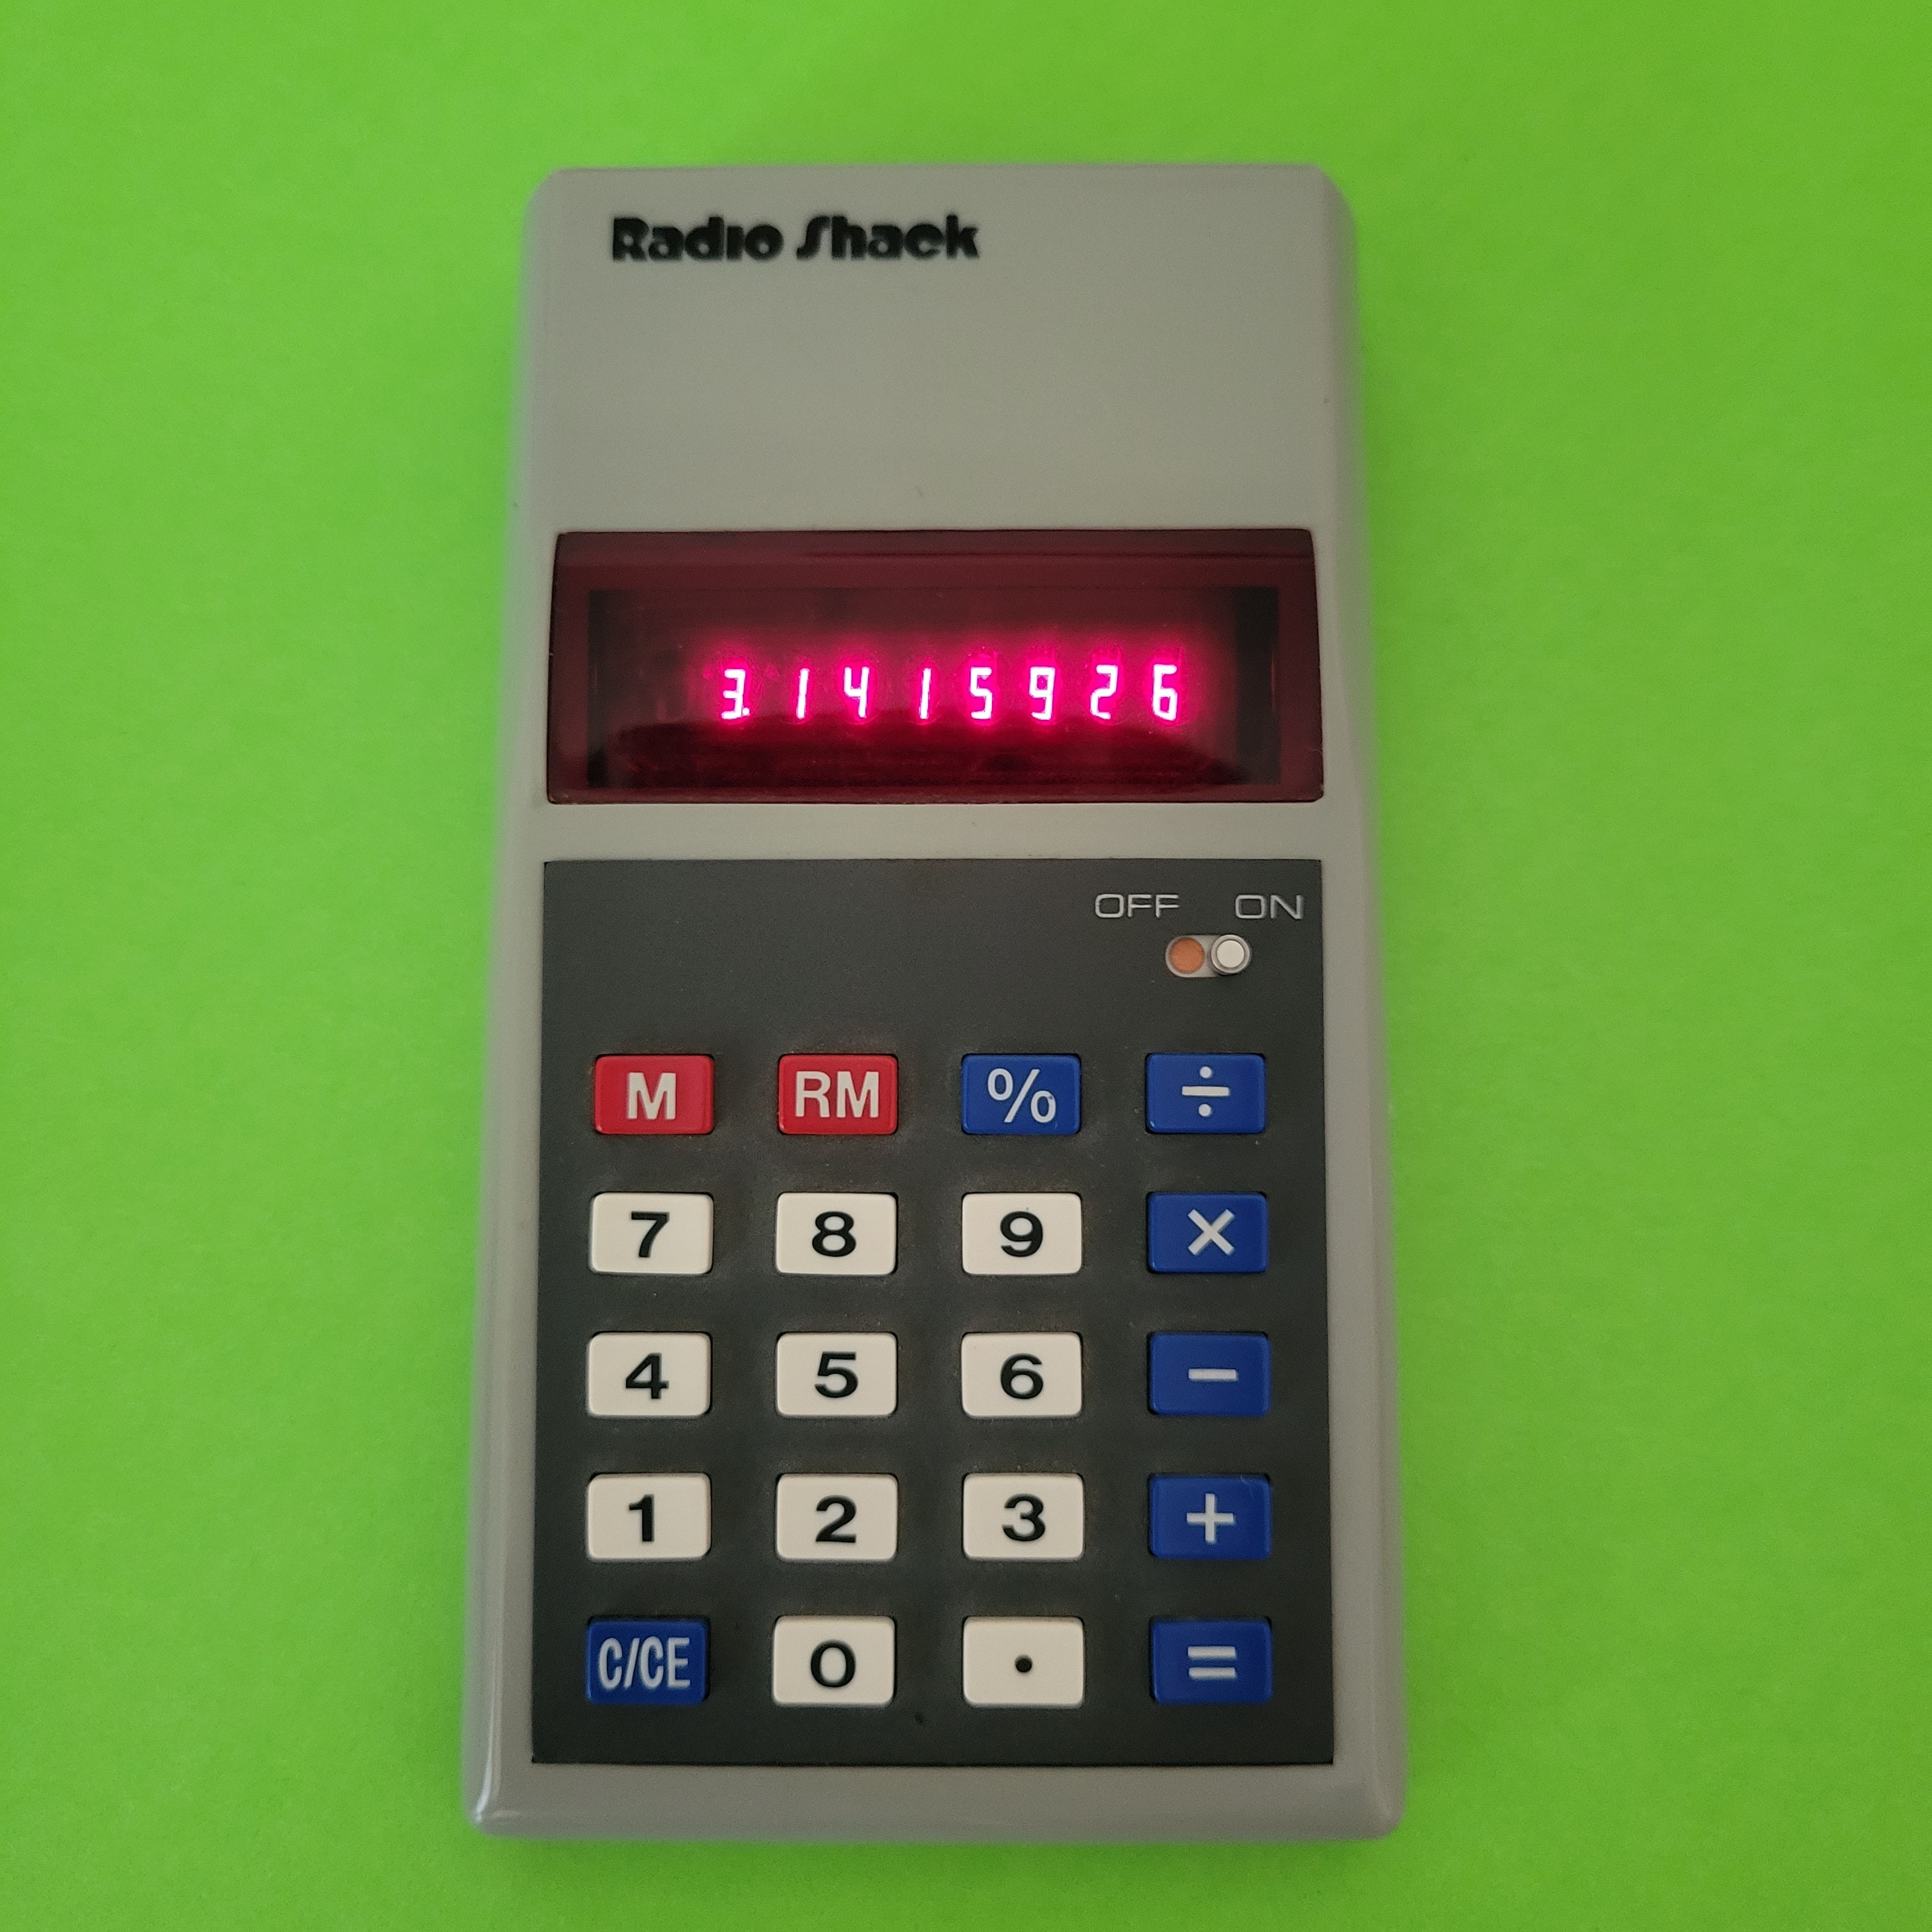 Radio Shack
3.1415926
OFF ON
M RM % ÷
7 8 9 ×
4 5 6 −
1 2 3 +
C/CE 0 • =